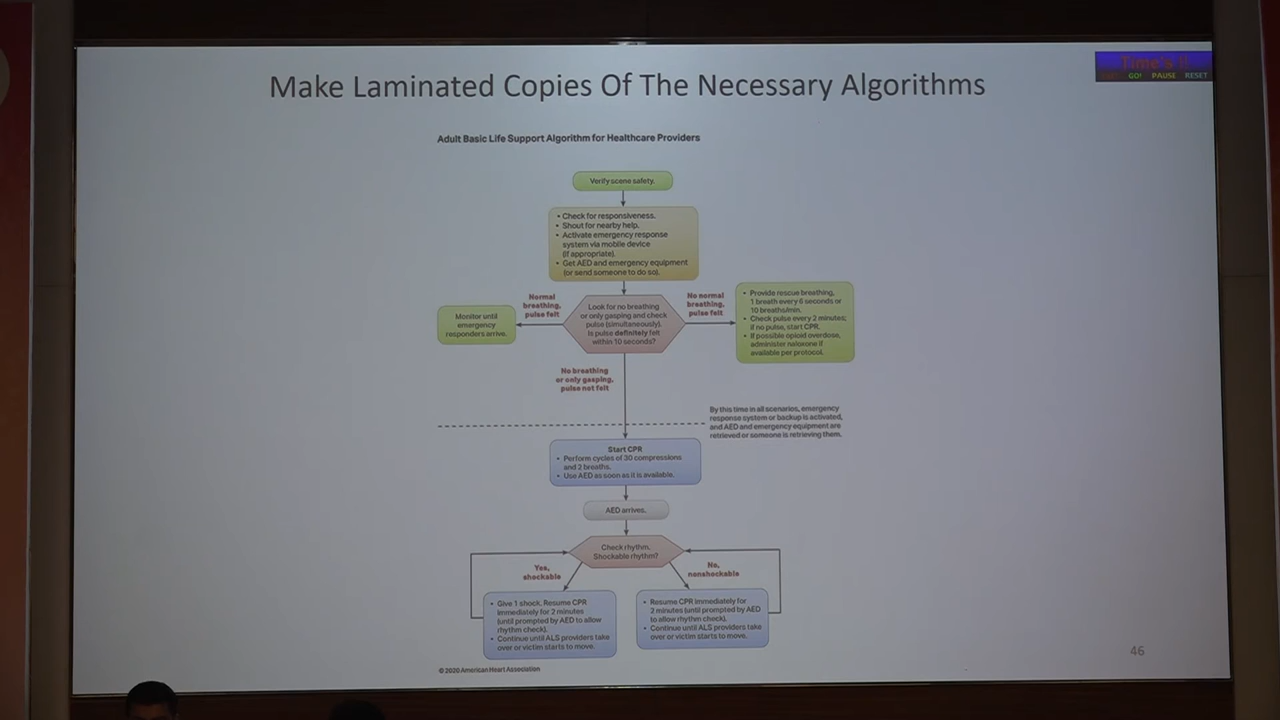 Make Laminated Copies Of The Necessary Algorithms
Time's !!
GO! PAUSE RESET
Adult Basic Life Support Algorithm for Healthcare Providers
Verify scene safety.
• Check for responsiveness.
• Shout for nearby help.
• Activate emergency response
system via mobile device
(if appropriate).
• Get AED and emergency equipment
(or send someone to do so).
Normal
breathing,
pulse felt
Monitor until
emergency
responders arrive.
Look for no breathing
or only gasping and check
pulse (simultaneously).
Is pulse definitely felt
within 10 seconds?
No normal
breathing,
pulse felt
• Provide rescue breathing,
1 breath every 6 seconds or
10 breaths/min.
• Check pulse every 2 minutes;
if no pulse, start CPR.
• If possible opioid overdose,
administer naloxone if
available per protocol.
No breathing
or only gasping,
pulse not felt
By this time in all scenarios, emergency
response system or backup is activated,
and AED and emergency equipment are
retrieved or someone is retrieving them.
Start CPR
• Perform cycles of 30 compressions
and 2 breaths.
• Use AED as soon as it is available.
AED arrives.
Check rhythm.
Shockable rhythm?
Yes,
shockable
No,
nonshockable
• Give 1 shock. Resume CPR
immediately for 2 minutes
(until prompted by AED to allow
rhythm check).
• Continue until ALS providers take
over or victim starts to move.
• Resume CPR immediately for
2 minutes (until prompted by AED
to allow rhythm check).
• Continue until ALS providers take
over or victim starts to move.
© 2020 American Heart Association
46